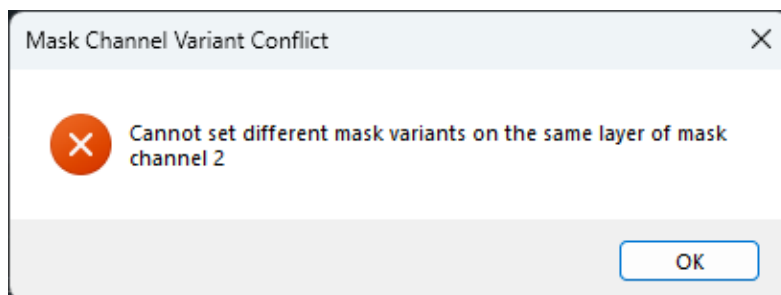 Mask Channel Variant Conflict
Cannot set different mask variants on the same layer of mask
channel 2
OK